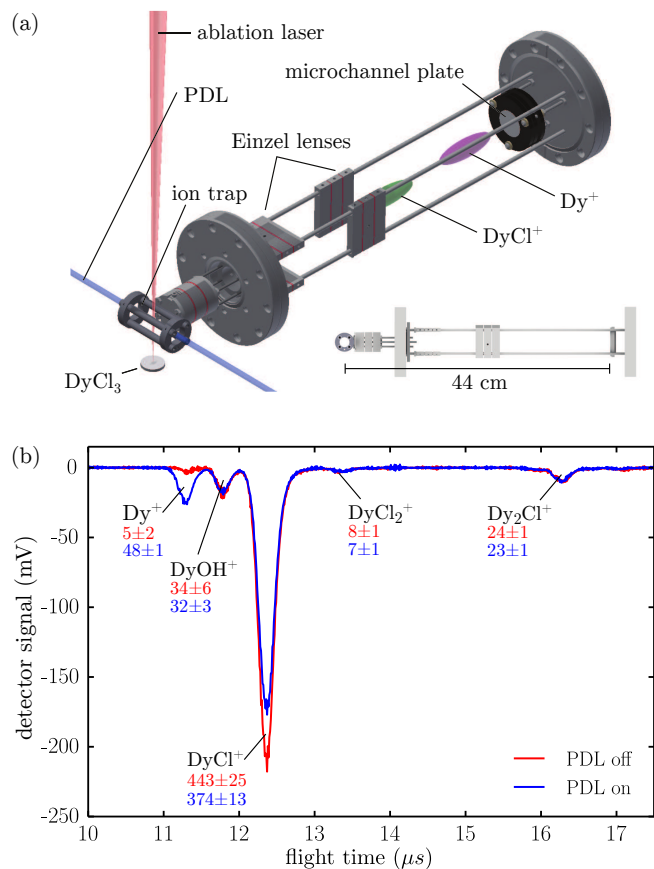 (a)
ablation laser
PDL
microchannel plate
Einzel lenses
ion trap
Dy⁺
DyCl⁺
DyCl₃
44 cm
(b)
0
-50
-100
-150
-200
-250
detector signal (mV)
Dy⁺
5±2
48±1
DyOH⁺
34±6
32±3
DyCl₂⁺
8±1
7±1
Dy₂Cl⁺
24±1
23±1
DyCl⁺
443±25
374±13
PDL off
PDL on
10 11 12 13 14 15 16 17
flight time (μs)